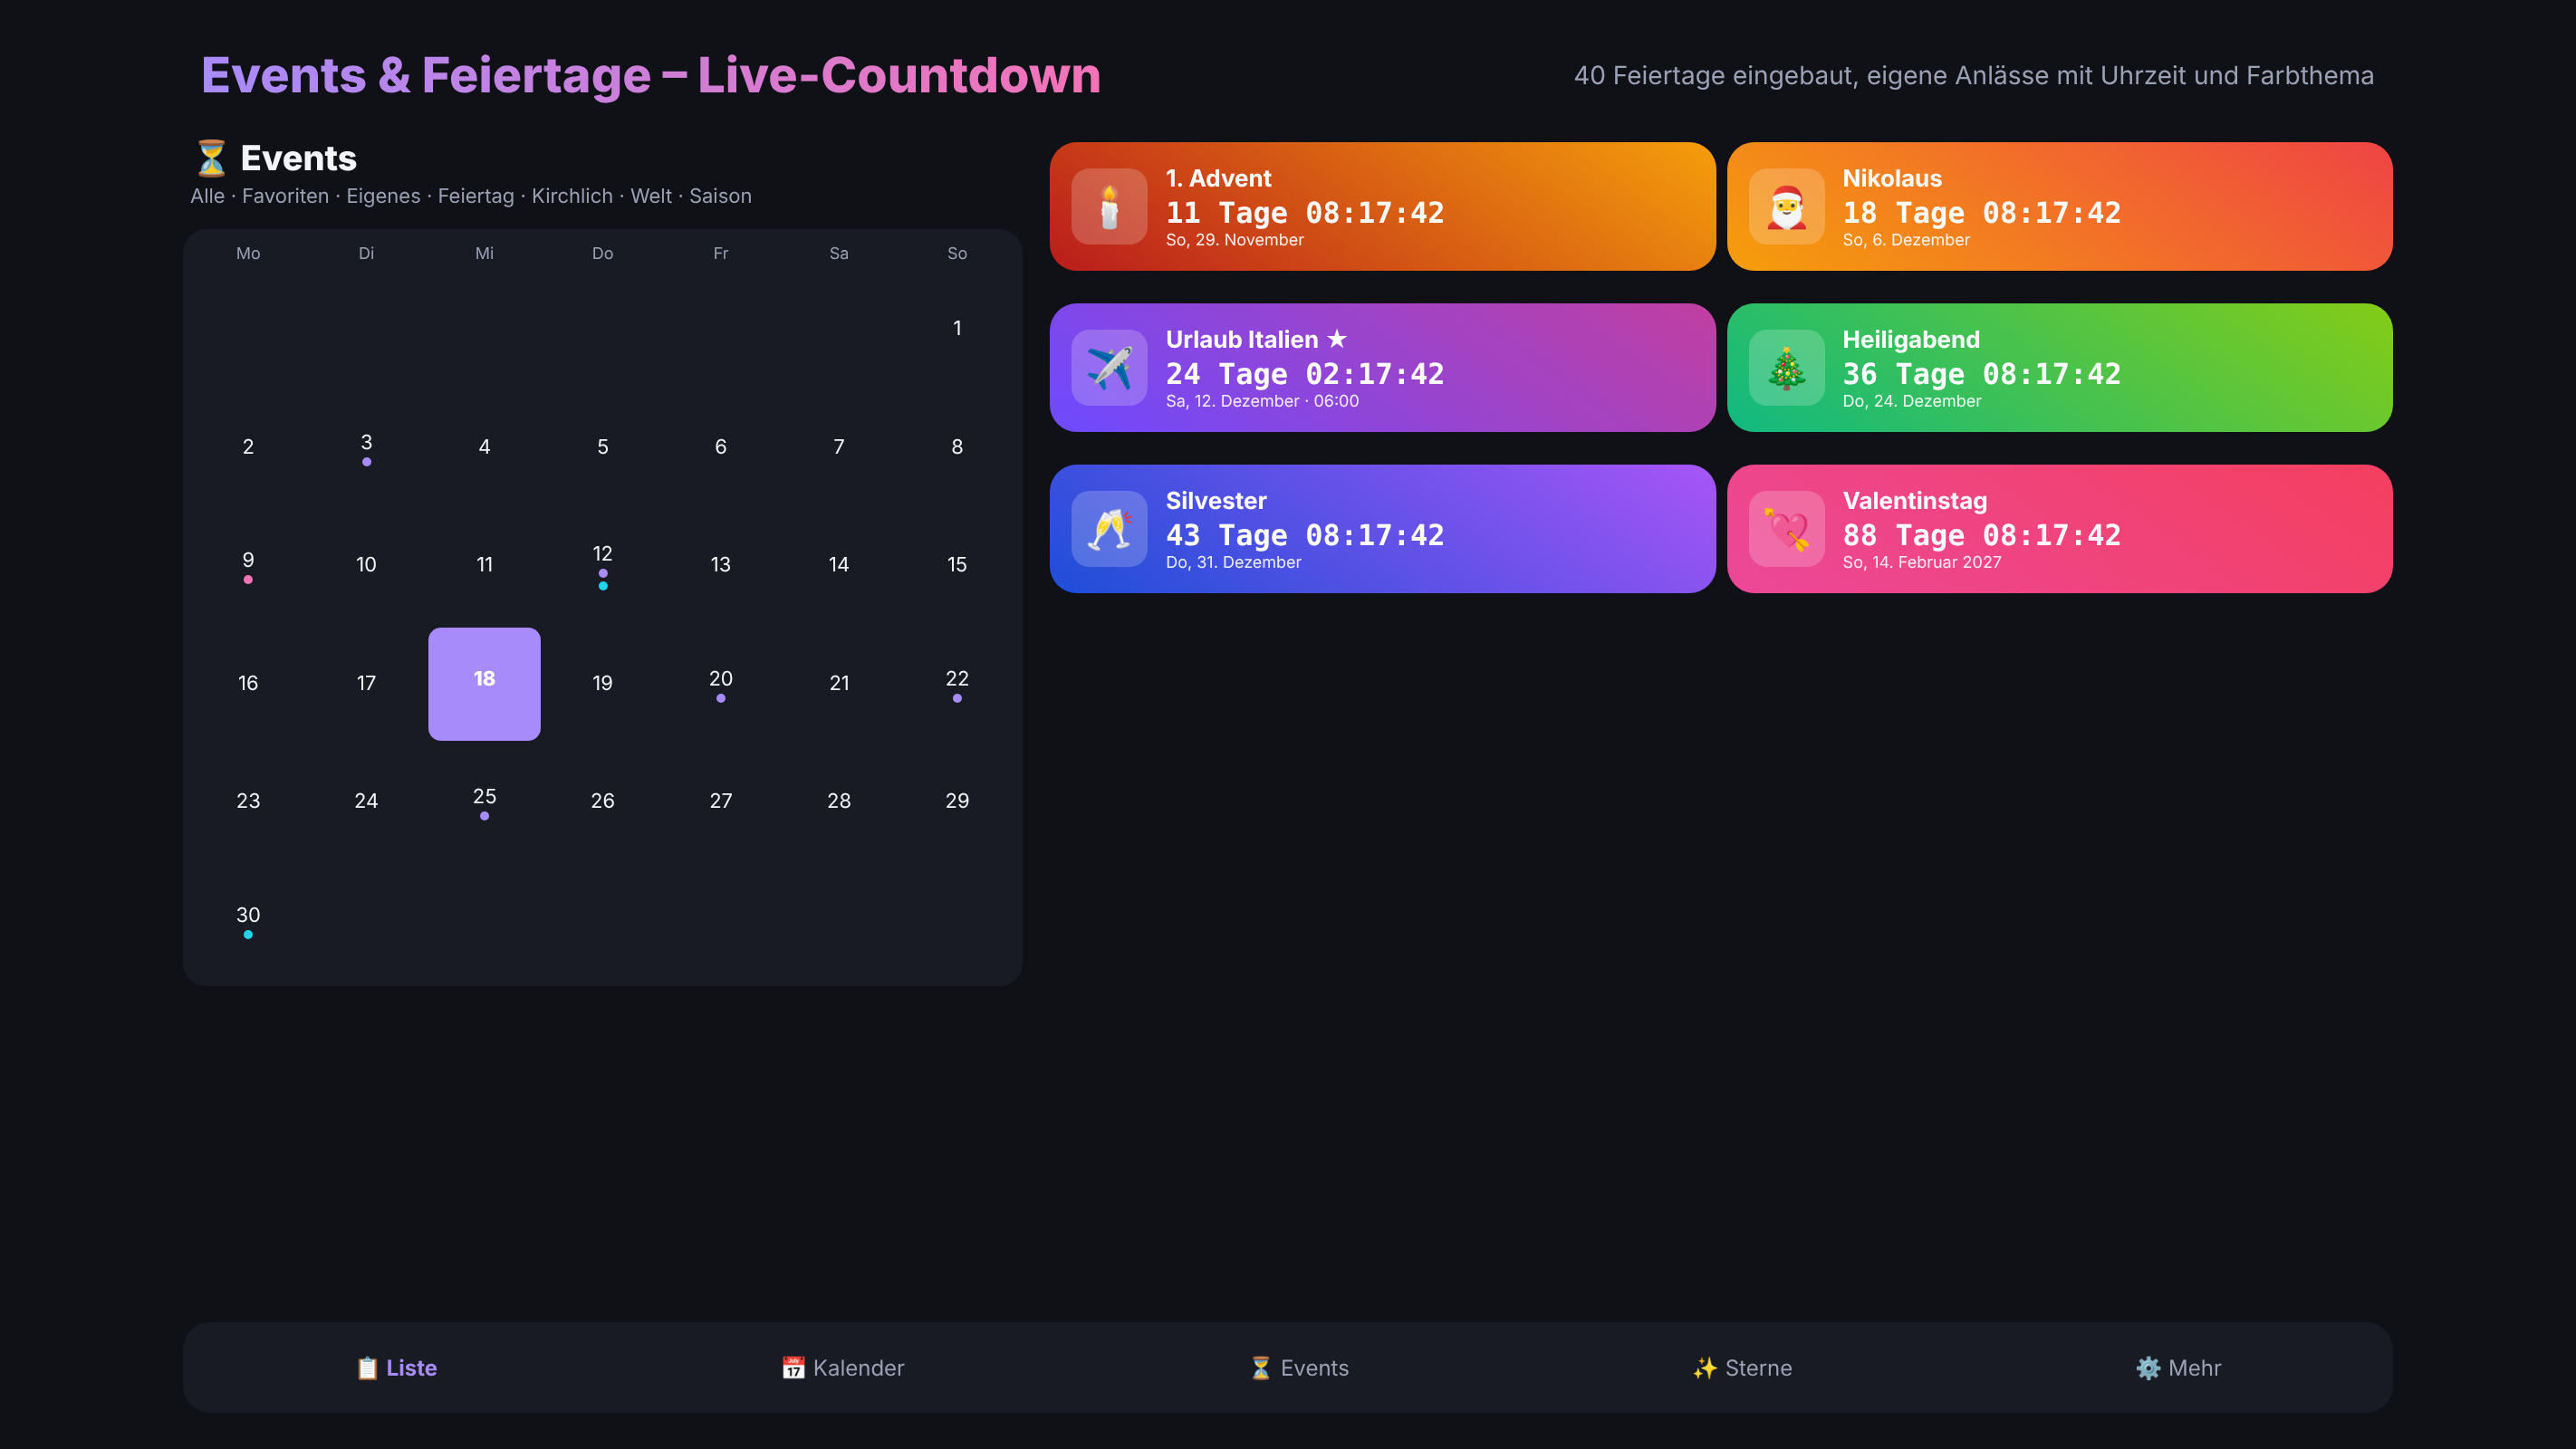 Events & Feiertage – Live-Countdown
40 Feiertage eingebaut, eigene Anlässe mit Uhrzeit und Farbthema
⏳ Events
Alle · Favoriten · Eigenes · Feiertag · Kirchlich · Welt · Saison
Mo Di Mi Do Fr Sa So
1
2 3 4 5 6 7 8
9 10 11 12 13 14 15
16 17 18 19 20 21 22
23 24 25 26 27 28 29
30
1. Advent
11 Tage 08:17:42
So, 29. November
Nikolaus
18 Tage 08:17:42
So, 6. Dezember
Urlaub Italien ★
24 Tage 02:17:42
Sa, 12. Dezember · 06:00
Heiligabend
36 Tage 08:17:42
Do, 24. Dezember
Silvester
43 Tage 08:17:42
Do, 31. Dezember
Valentinstag
88 Tage 08:17:42
So, 14. Februar 2027
📋 Liste
📅 Kalender
⏳ Events
✨ Sterne
⚙️ Mehr